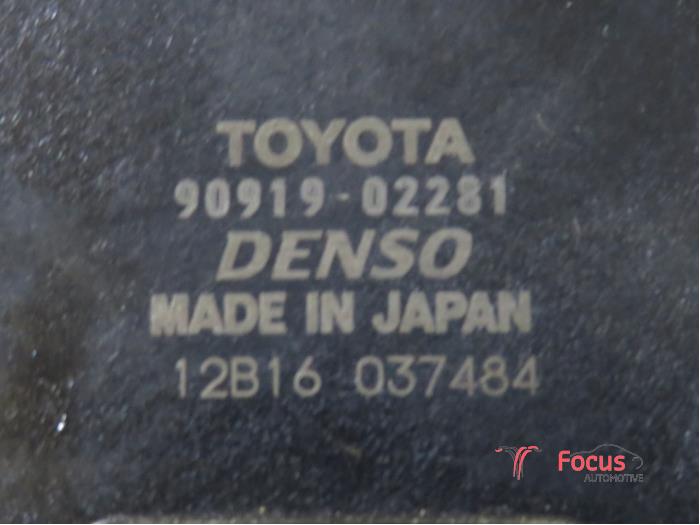 TOYOTA
90919-02281
DENSO
MADE IN JAPAN
12B16 037484
Focus
AUTOMOTIVE